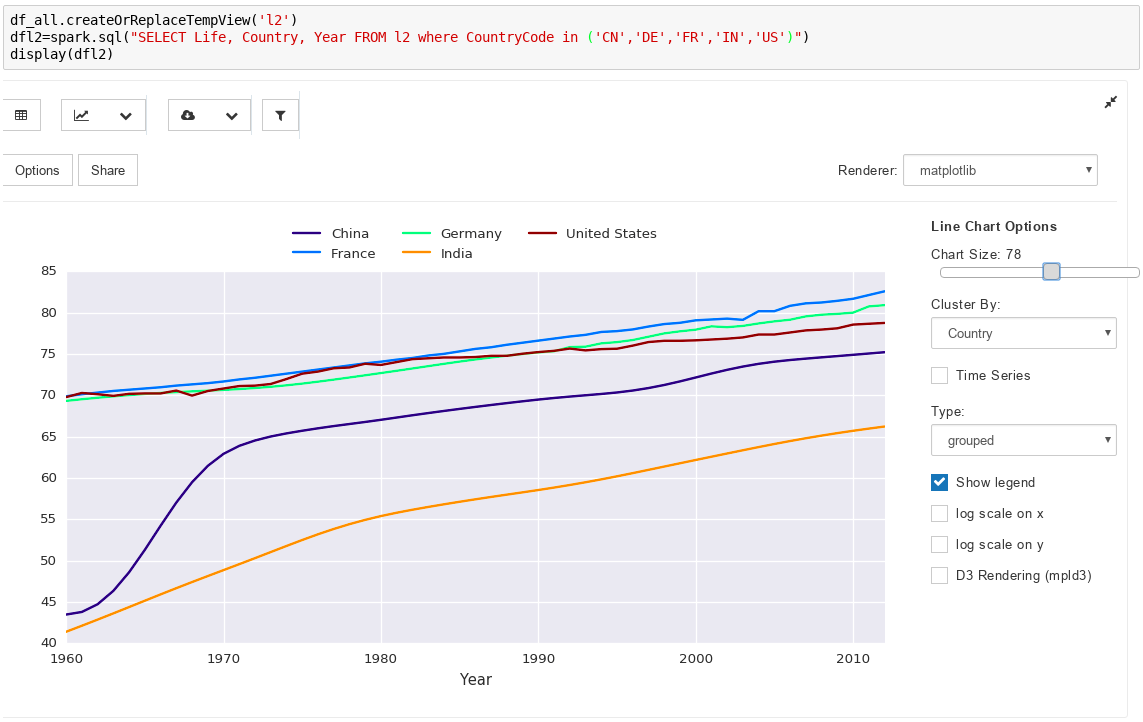 df_all.createOrReplaceTempView('l2')
dfl2=spark.sql("SELECT Life, Country, Year FROM l2 where CountryCode in ('CN','DE','FR','IN','US')")
display(dfl2)
Options Share Renderer: matplotlib
China Germany United States
France India
Line Chart Options
Chart Size: 78
Cluster By:
Country
Time Series
Type:
grouped
Show legend
log scale on x
log scale on y
D3 Rendering (mpld3)
85
80
75
70
65
60
55
50
45
40
1960 1970 1980 1990 2000 2010
Year